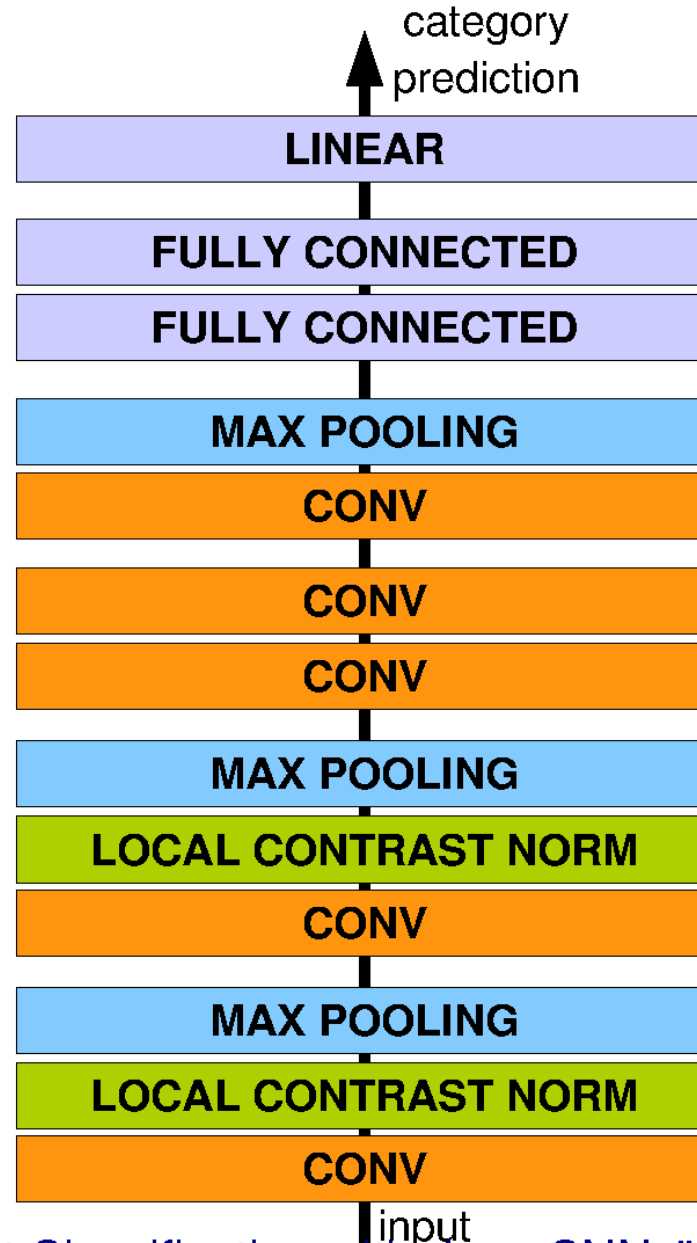 category
prediction
LINEAR
FULLY CONNECTED
FULLY CONNECTED
MAX POOLING
CONV
CONV
CONV
MAX POOLING
LOCAL CONTRAST NORM
CONV
MAX POOLING
LOCAL CONTRAST NORM
CONV
input